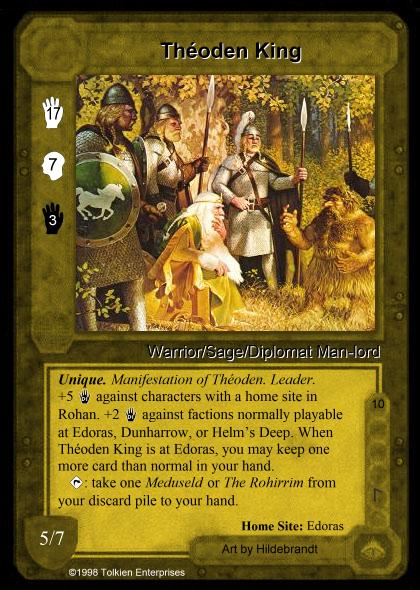 Théoden King
17
7
3
Warrior/Sage/Diplomat Man-lord
Unique. Manifestation of Théoden. Leader.
+5 against characters with a home site in
Rohan. +2 against factions normally playable
at Edoras, Dunharrow, or Helm's Deep. When
Théoden King is at Edoras, you may keep one
more card than normal in your hand.
: take one Meduseld or The Rohirrim from
your discard pile to your hand.
10
Home Site: Edoras
5/7
Art by Hildebrandt
©1998 Tolkien Enterprises